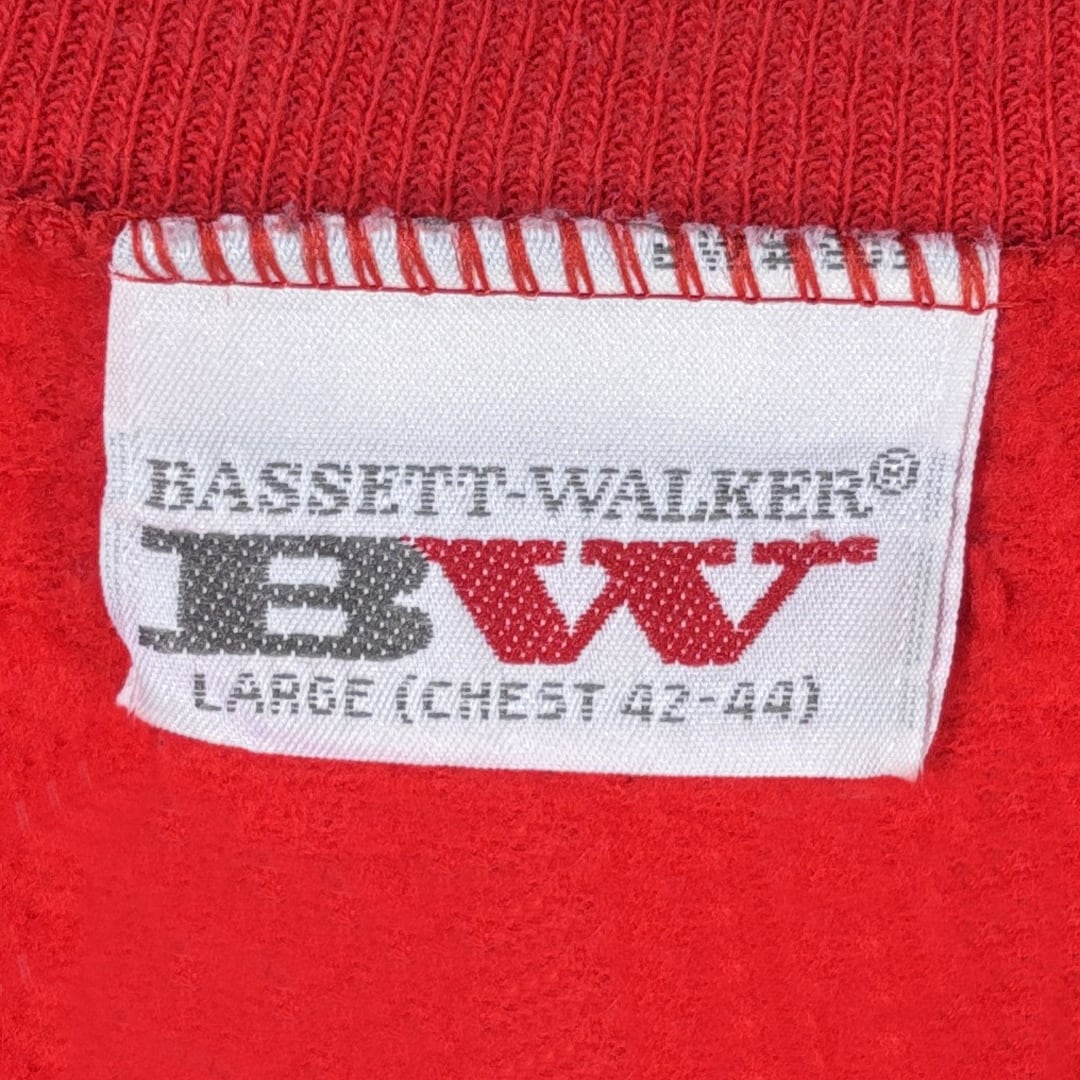 BASSETT-WALKER®
BW
LARGE (CHEST 42-44)